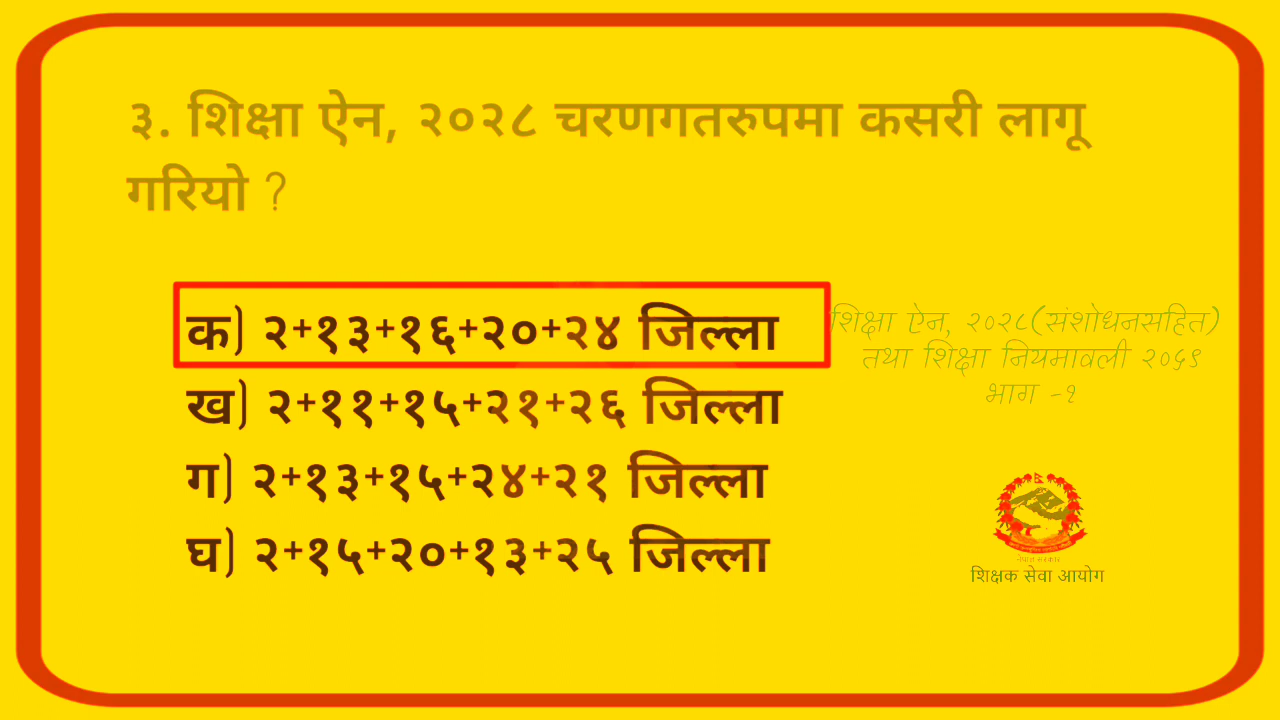 ३. शिक्षा ऐन, २०२८ चरणगतरुपमा कसरी लागू
गरियो ?
क) २+१३+१६+२०+२४ जिल्ला
ख) २+११+१५+२१+२६ जिल्ला
ग) २+१३+१५+२४+२१ जिल्ला
घ) २+१५+२०+१३+२५ जिल्ला
शिक्षा ऐन, २०२८(संशोधनसहित)
तथा शिक्षा नियमावली २०५९
भाग -१
नेपाल सरकार
शिक्षक सेवा आयोग